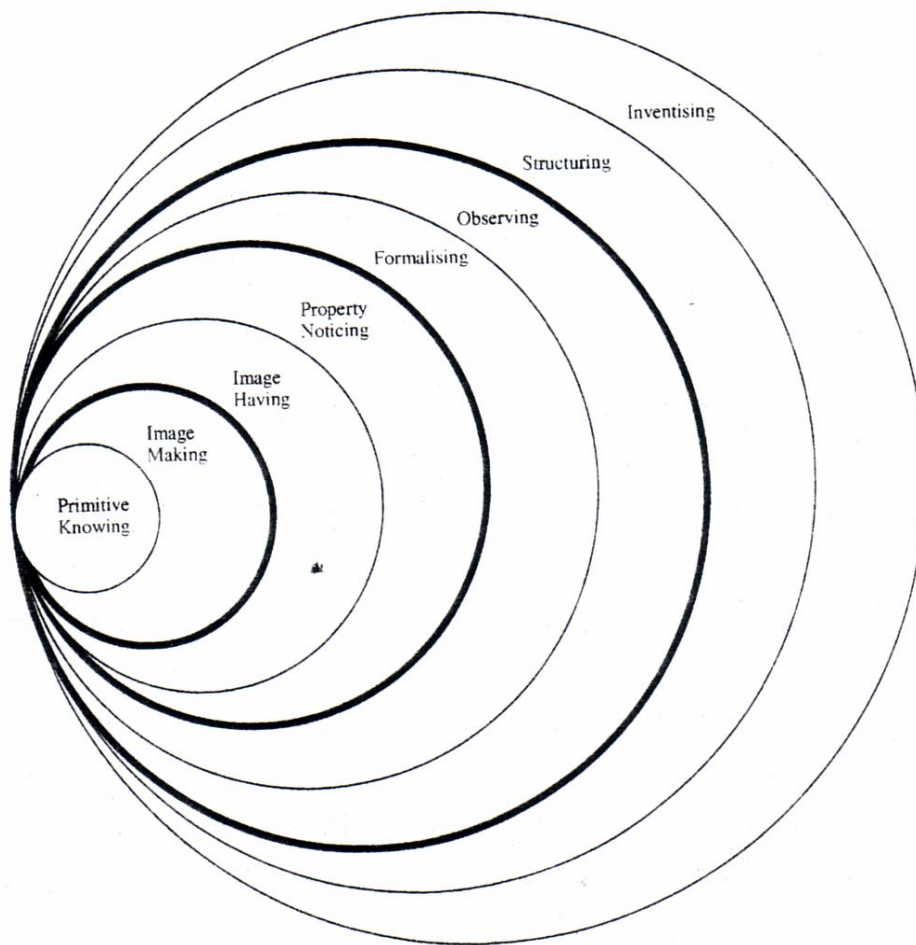 Inventising
Structuring
Observing
Formalising
Property
Noticing
Image
Having
Image
Making
Primitive
Knowing